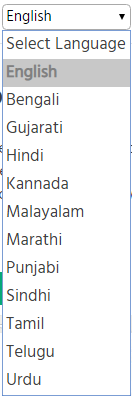 English
Select Language
English
Bengali
Gujarati
Hindi
Kannada
Malayalam
Marathi
Punjabi
Sindhi
Tamil
Telugu
Urdu